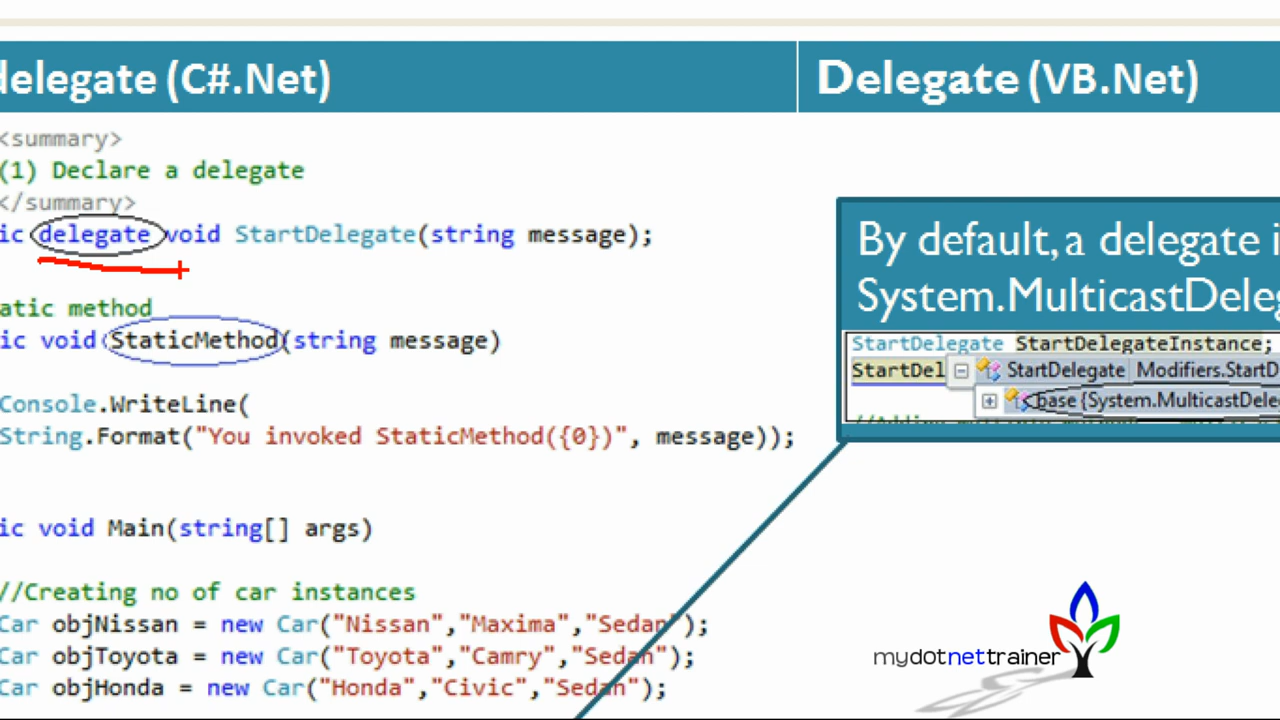 delegate (C#.Net)
Delegate (VB.Net)
<summary>
(1) Declare a delegate
</summary>
ic delegate void StartDelegate(string message);
atic method
ic void StaticMethod(string message)
Console.WriteLine(
String.Format("You invoked StaticMethod({0})", message));
ic void Main(string[] args)
//Creating no of car instances
Car objNissan = new Car("Nissan","Maxima","Sedan");
Car objToyota = new Car("Toyota","Camry","Sedan");
Car objHonda = new Car("Honda","Civic","Sedan");
By default, a delegate i
System.MulticastDeleg
StartDelegate StartDelegateInstance;
StartDel StartDelegate Modifiers.StartD
base {System.MulticastDele
mydotnettrainer